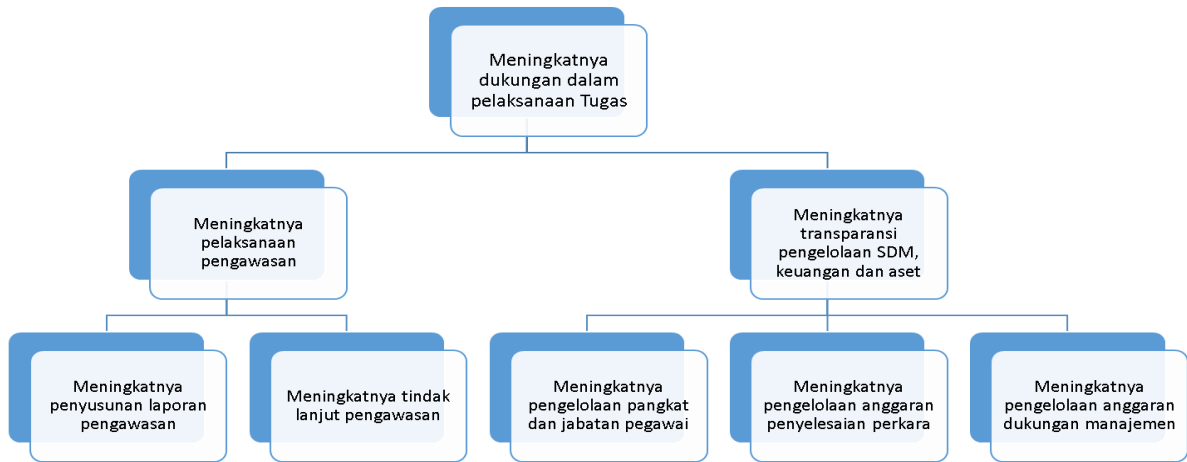 Meningkatnya
dukungan dalam
pelaksanaan Tugas
Meningkatnya
pelaksanaan
pengawasan
Meningkatnya
transparansi
pengelolaan SDM,
keuangan dan aset
Meningkatnya
penyusunan laporan
pengawasan
Meningkatnya tindak
lanjut pengawasan
Meningkatnya
pengelolaan pangkat
dan jabatan pegawai
Meningkatnya
pengelolaan anggaran
penyelesaian perkara
Meningkatnya
pengelolaan anggaran
dukungan manajemen